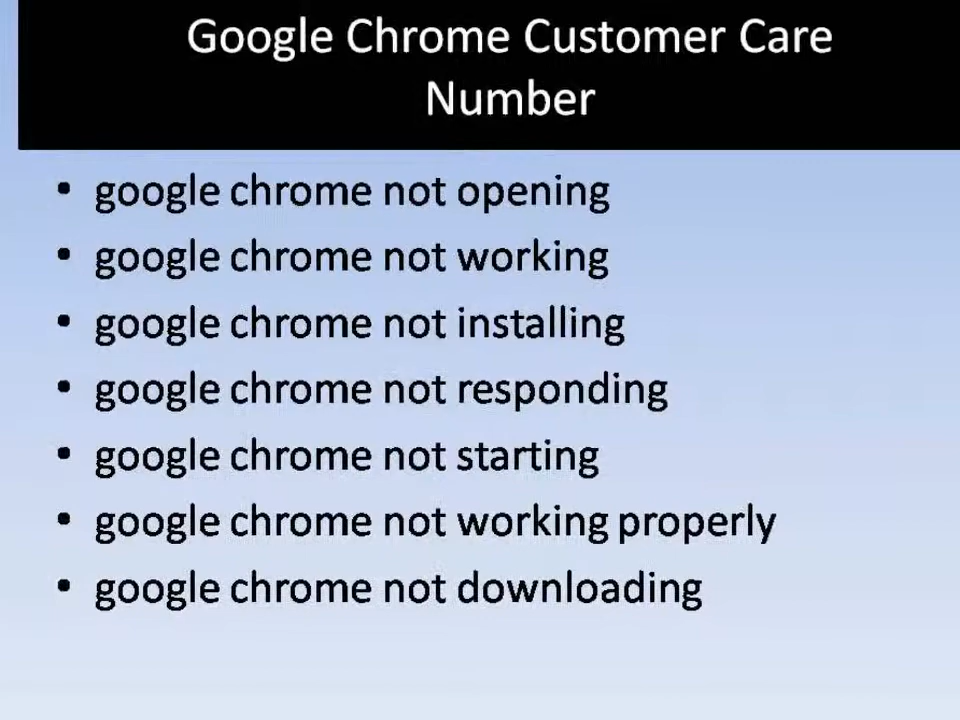 Google Chrome Customer Care
Number
• google chrome not opening
• google chrome not working
• google chrome not installing
• google chrome not responding
• google chrome not starting
• google chrome not working properly
• google chrome not downloading